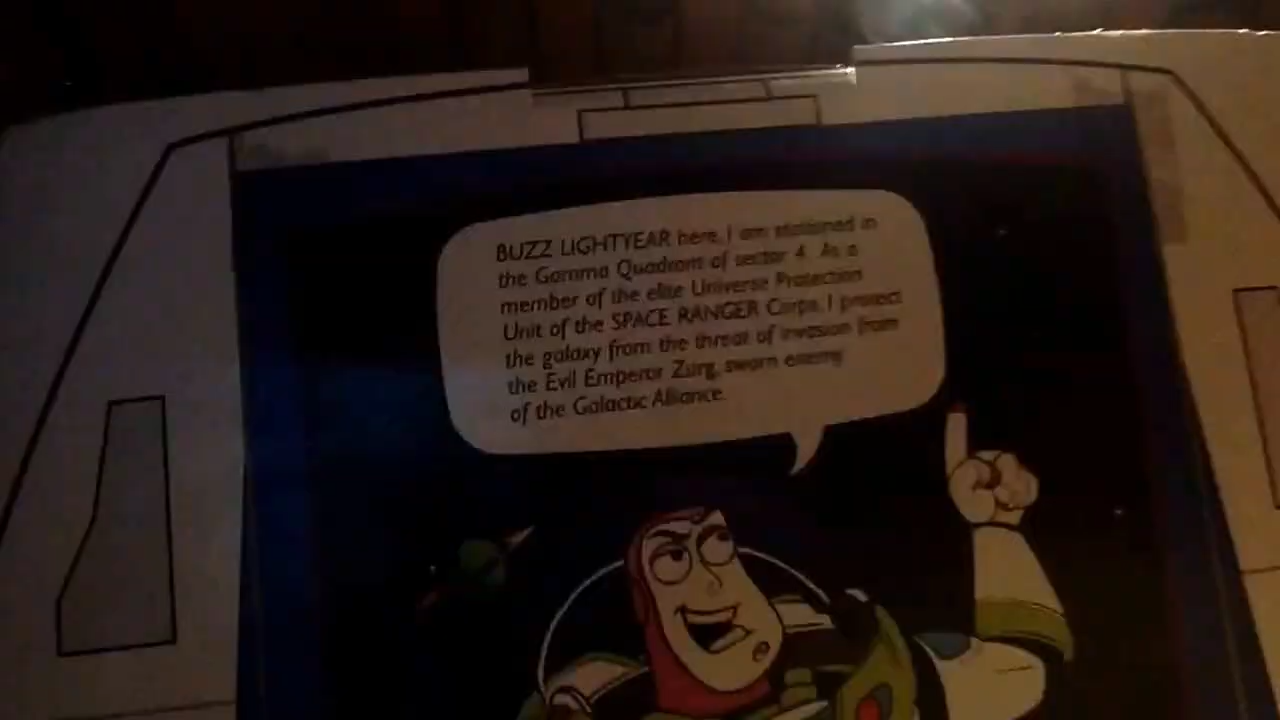 BUZZ LIGHTYEAR here. I am stationed in
the Gamma Quadrant of sector 4. As a
member of the elite Universe Protection
Unit of the SPACE RANGER Corps, I protect
the galaxy from the threat of invasion from
the Evil Emperor Zurg, sworn enemy
of the Galactic Alliance.